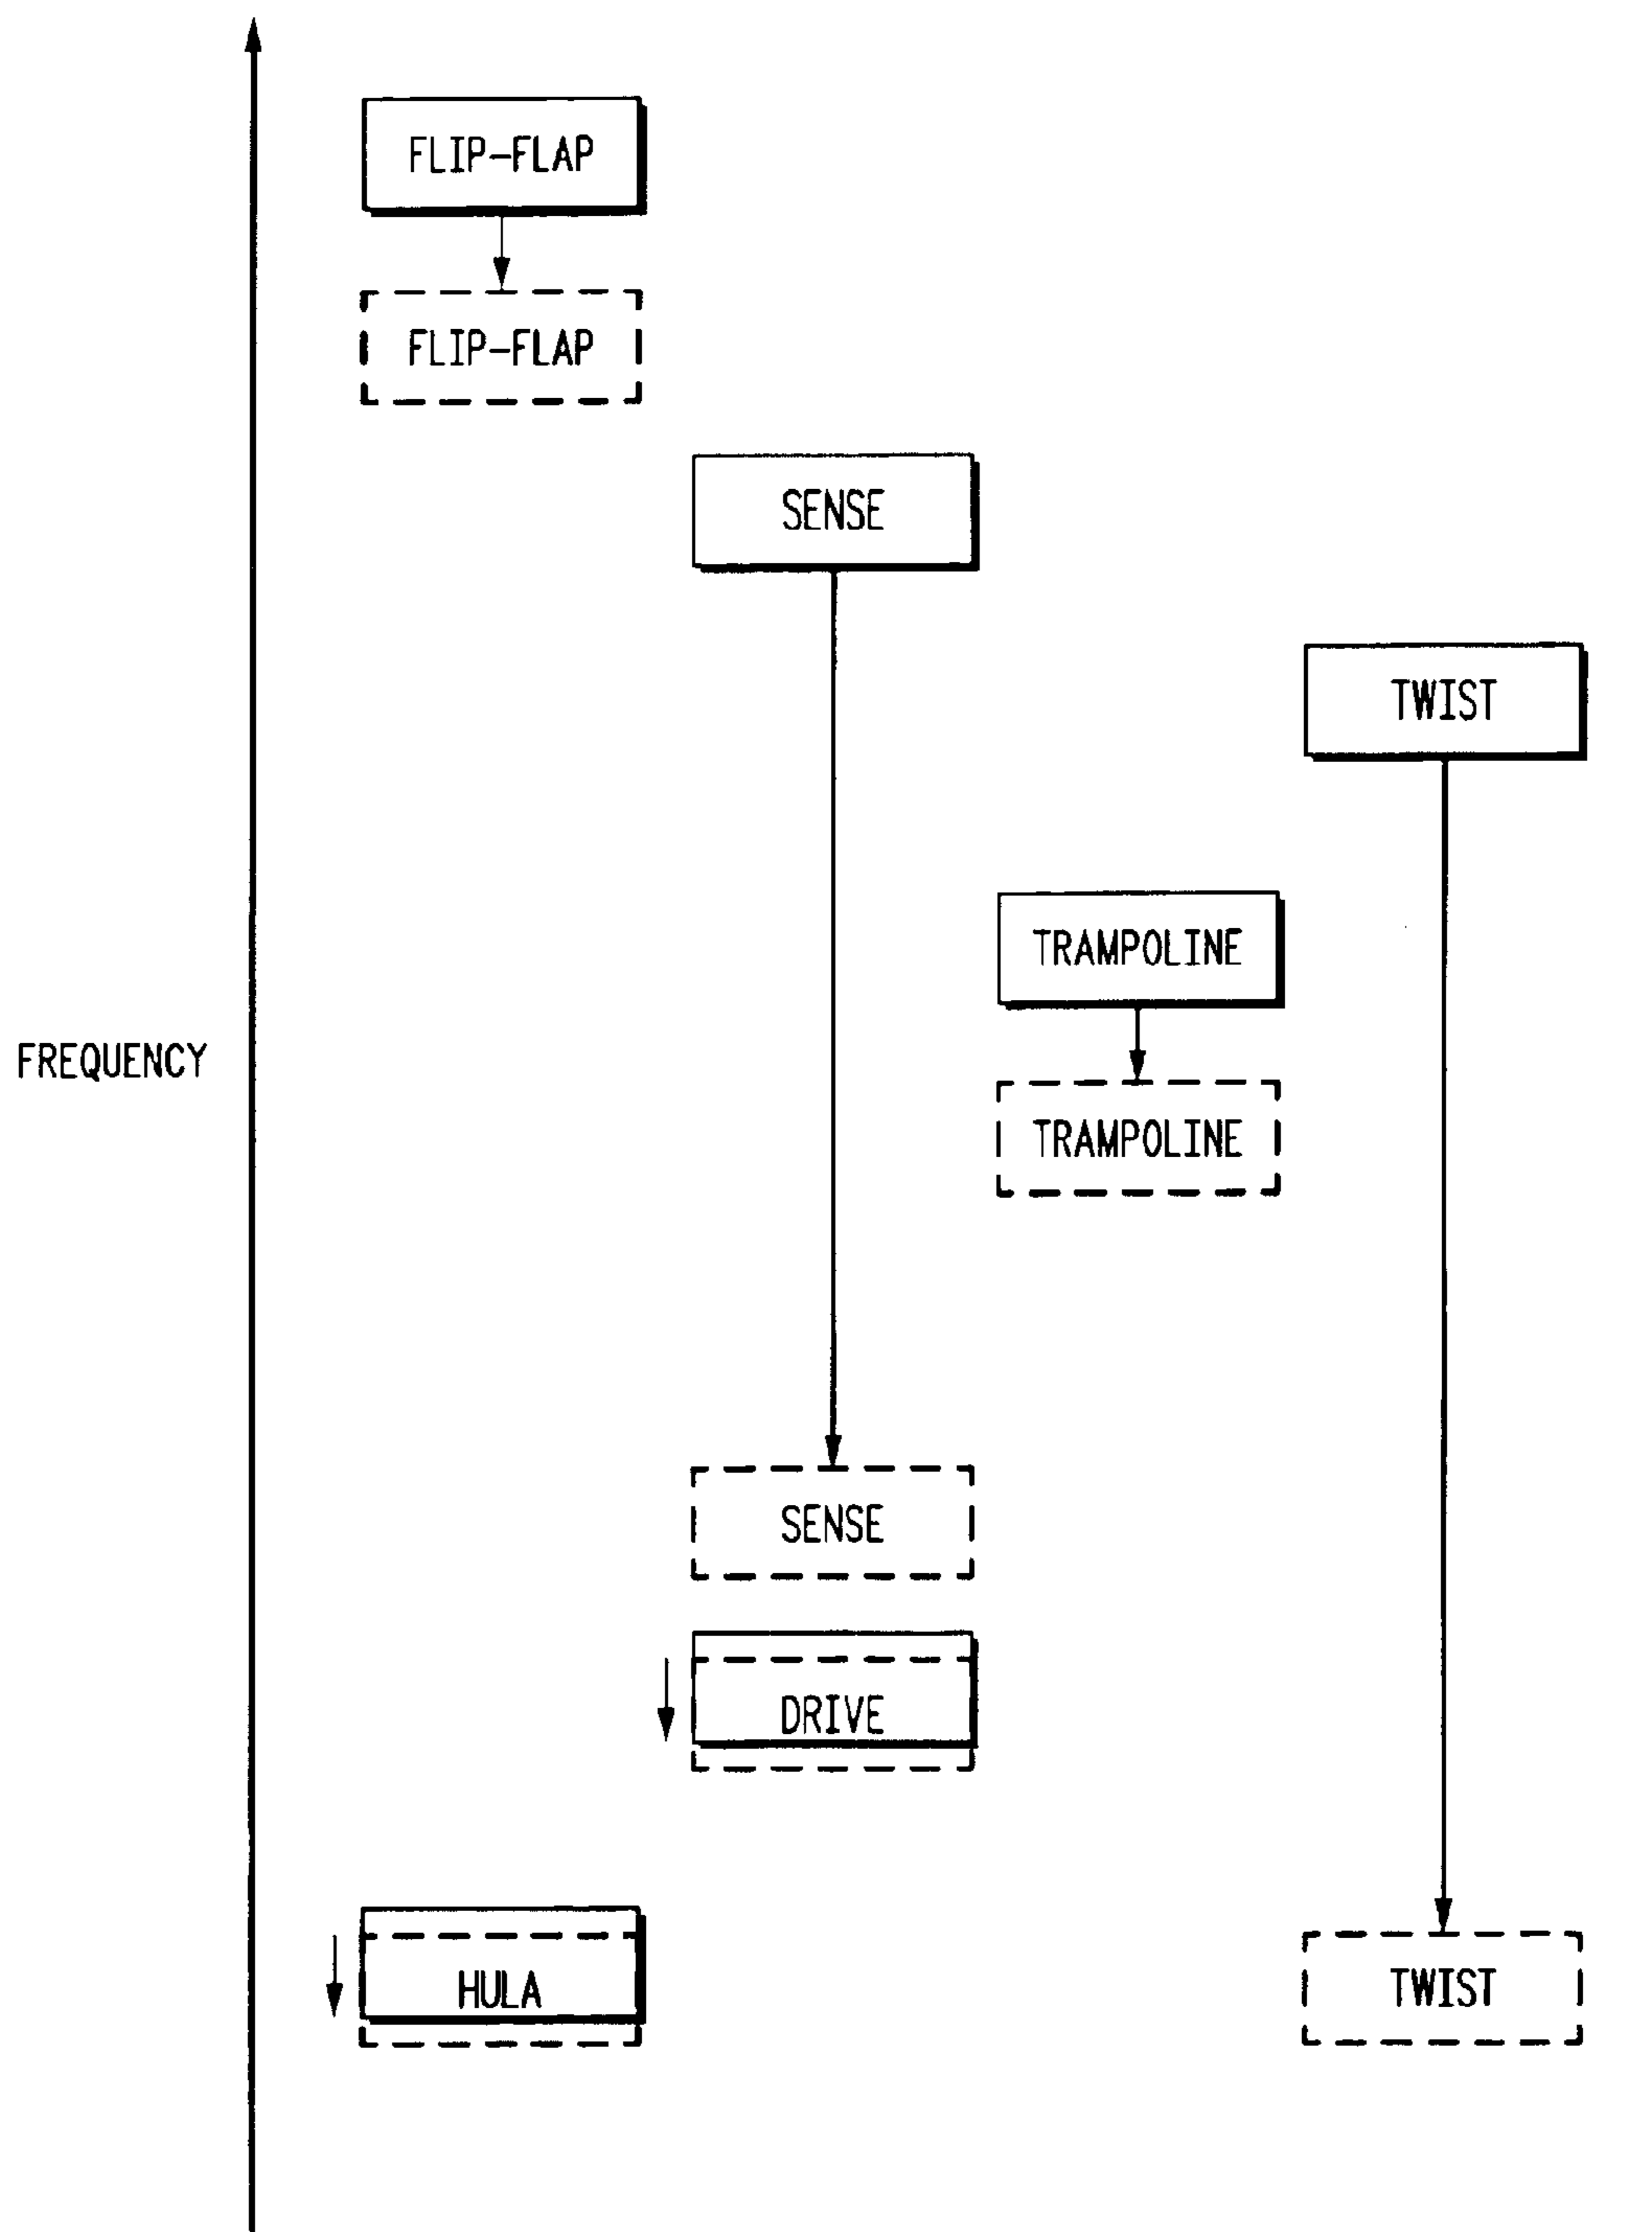 FLIP-FLAP
FLIP-FLAP
SENSE
TWIST
TRAMPOLINE
FREQUENCY
TRAMPOLINE
SENSE
DRIVE
HULA
TWIST